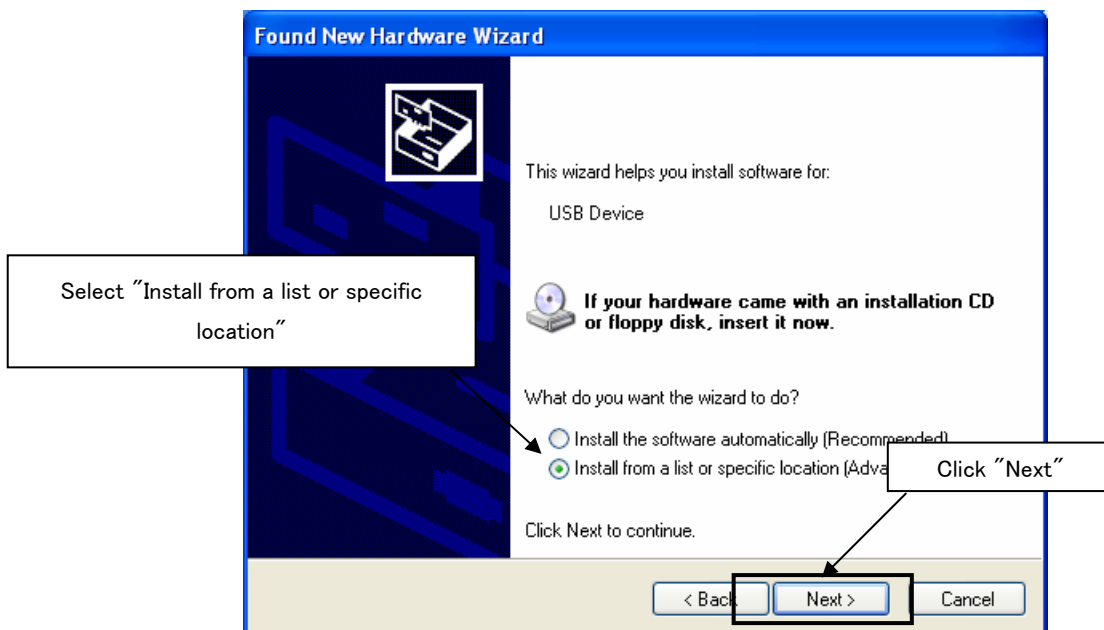 Found New Hardware Wizard
This wizard helps you install software for:
USB Device
Select "Install from a list or specific
location"
If your hardware came with an installation CD
or floppy disk, insert it now.
What do you want the wizard to do?
Install the software automatically (Recommended)
Install from a list or specific location (Adva
Click "Next"
Click Next to continue.
< Back
Next >
Cancel